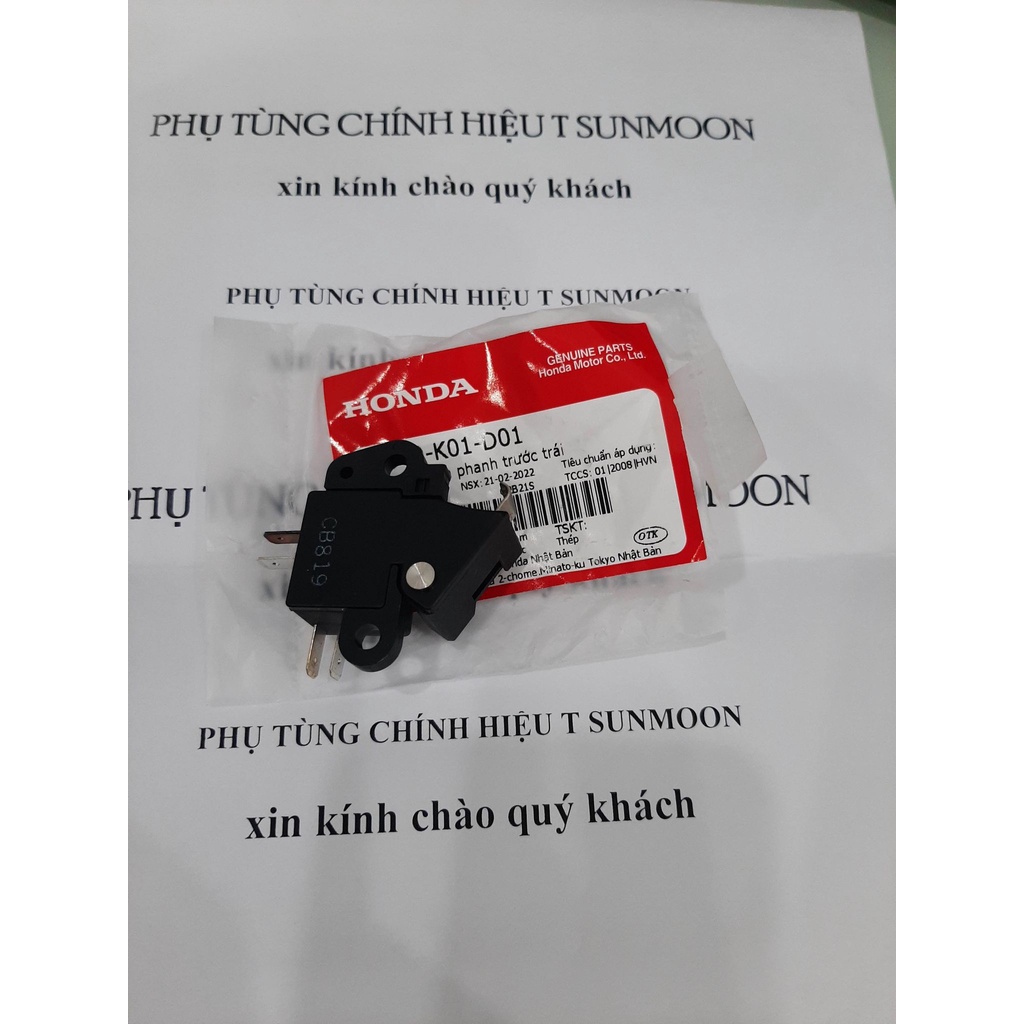 PHỤ TÙNG CHÍNH HIỆU T SUNMOON
xin kính chào quý khách
PHỤ TÙNG CHÍNH HIỆU T SUNMOON
xin kính
GENUINE PARTS
Honda Motor Co., Ltd.
HONDA
-K01-D01
phanh trước trái
NSX: 21-02-2022
Tiêu chuẩn áp dụng:
TCCS: 01|2008|HVN
B21S
TSKT:
Thép
OTK
Nhật Bản
2-chome,Minato-ku Tokyo Nhật Bản
CB819
PHỤ TÙNG CHÍNH HIỆU T SUNMOON
xin kính chào quý khách